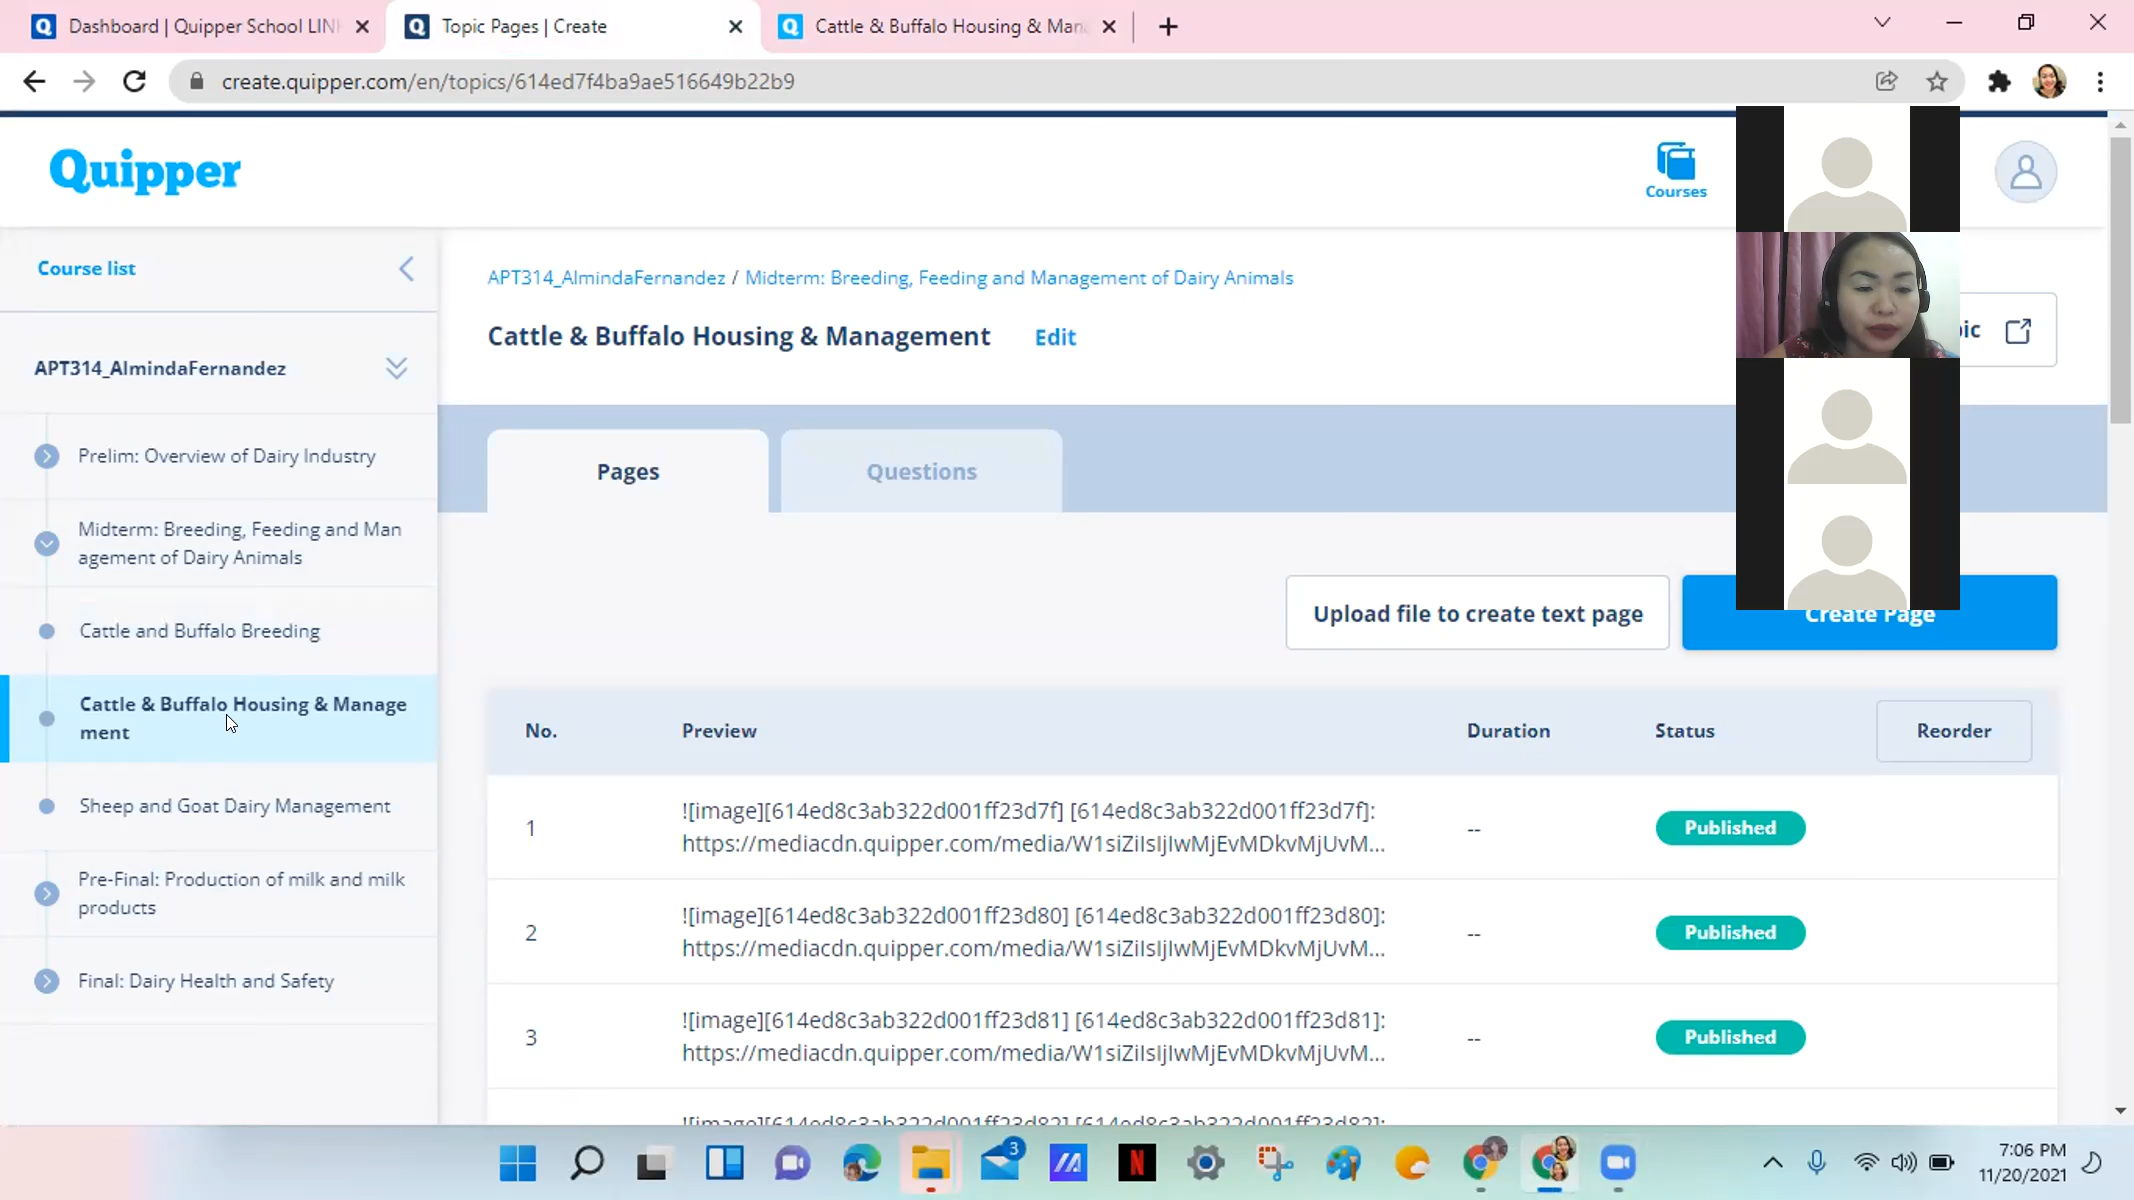 Dashboard | Quipper School LINK
Topic Pages | Create
Cattle & Buffalo Housing & Man
create.quipper.com/en/topics/614ed7f4ba9ae516649b22b9
Quipper
Courses
Course list
APT314_AlmindaFernandez / Midterm: Breeding, Feeding and Management of Dairy Animals
Cattle & Buffalo Housing & Management
Edit
APT314_AlmindaFernandez
Prelim: Overview of Dairy Industry
Midterm: Breeding, Feeding and Man
agement of Dairy Animals
Cattle and Buffalo Breeding
Cattle & Buffalo Housing & Manage
ment
Sheep and Goat Dairy Management
Pre-Final: Production of milk and milk
products
Final: Dairy Health and Safety
Pages
Questions
Upload file to create text page
Create Page
No.
Preview
Duration
Status
Reorder
1
![image][614ed8c3ab322d001ff23d7f] [614ed8c3ab322d001ff23d7f]:
https://mediacdn.quipper.com/media/W1siZiIsIjIwMjEvMDkvMjUvM...
--
Published
2
![image][614ed8c3ab322d001ff23d80] [614ed8c3ab322d001ff23d80]:
https://mediacdn.quipper.com/media/W1siZiIsIjIwMjEvMDkvMjUvM...
--
Published
3
![image][614ed8c3ab322d001ff23d81] [614ed8c3ab322d001ff23d81]:
https://mediacdn.quipper.com/media/W1siZiIsIjIwMjEvMDkvMjUvM...
--
Published
![image][614ed8c3ab322d001ff23d82] [614ed8c3ab322d001ff23d82]:
3
N
7:06 PM
11/20/2021